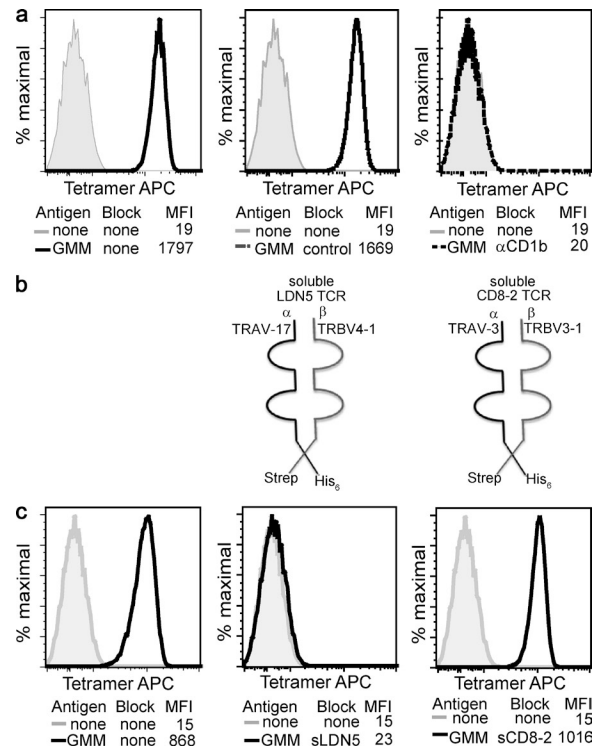 a
% maximal
Tetramer APC
Antigen Block MFI
none none 19
GMM none 1797
% maximal
Tetramer APC
Antigen Block MFI
none none 19
GMM control 1669
% maximal
Tetramer APC
Antigen Block MFI
none none 19
GMM αCD1b 20
b
soluble
LDN5 TCR
α β
TRAV-17 TRBV4-1
Strep His6
soluble
CD8-2 TCR
α β
TRAV-3 TRBV3-1
Strep His6
c
% maximal
Tetramer APC
Antigen Block MFI
none none 15
GMM none 868
% maximal
Tetramer APC
Antigen Block MFI
none none 15
GMM sLDN5 23
% maximal
Tetramer APC
Antigen Block MFI
none none 15
GMM sCD8-2 1016